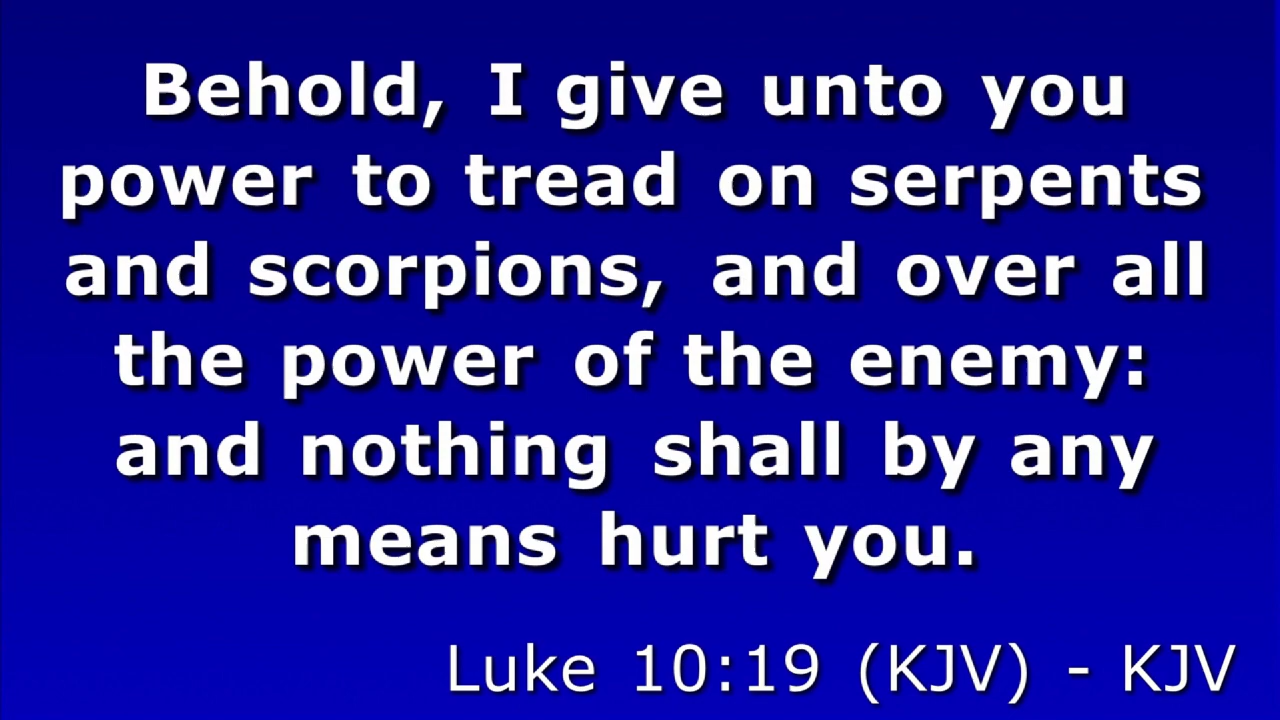 Behold, I give unto you
power to tread on serpents
and scorpions, and over all
the power of the enemy:
and nothing shall by any
means hurt you.
Luke 10:19 (KJV) - KJV